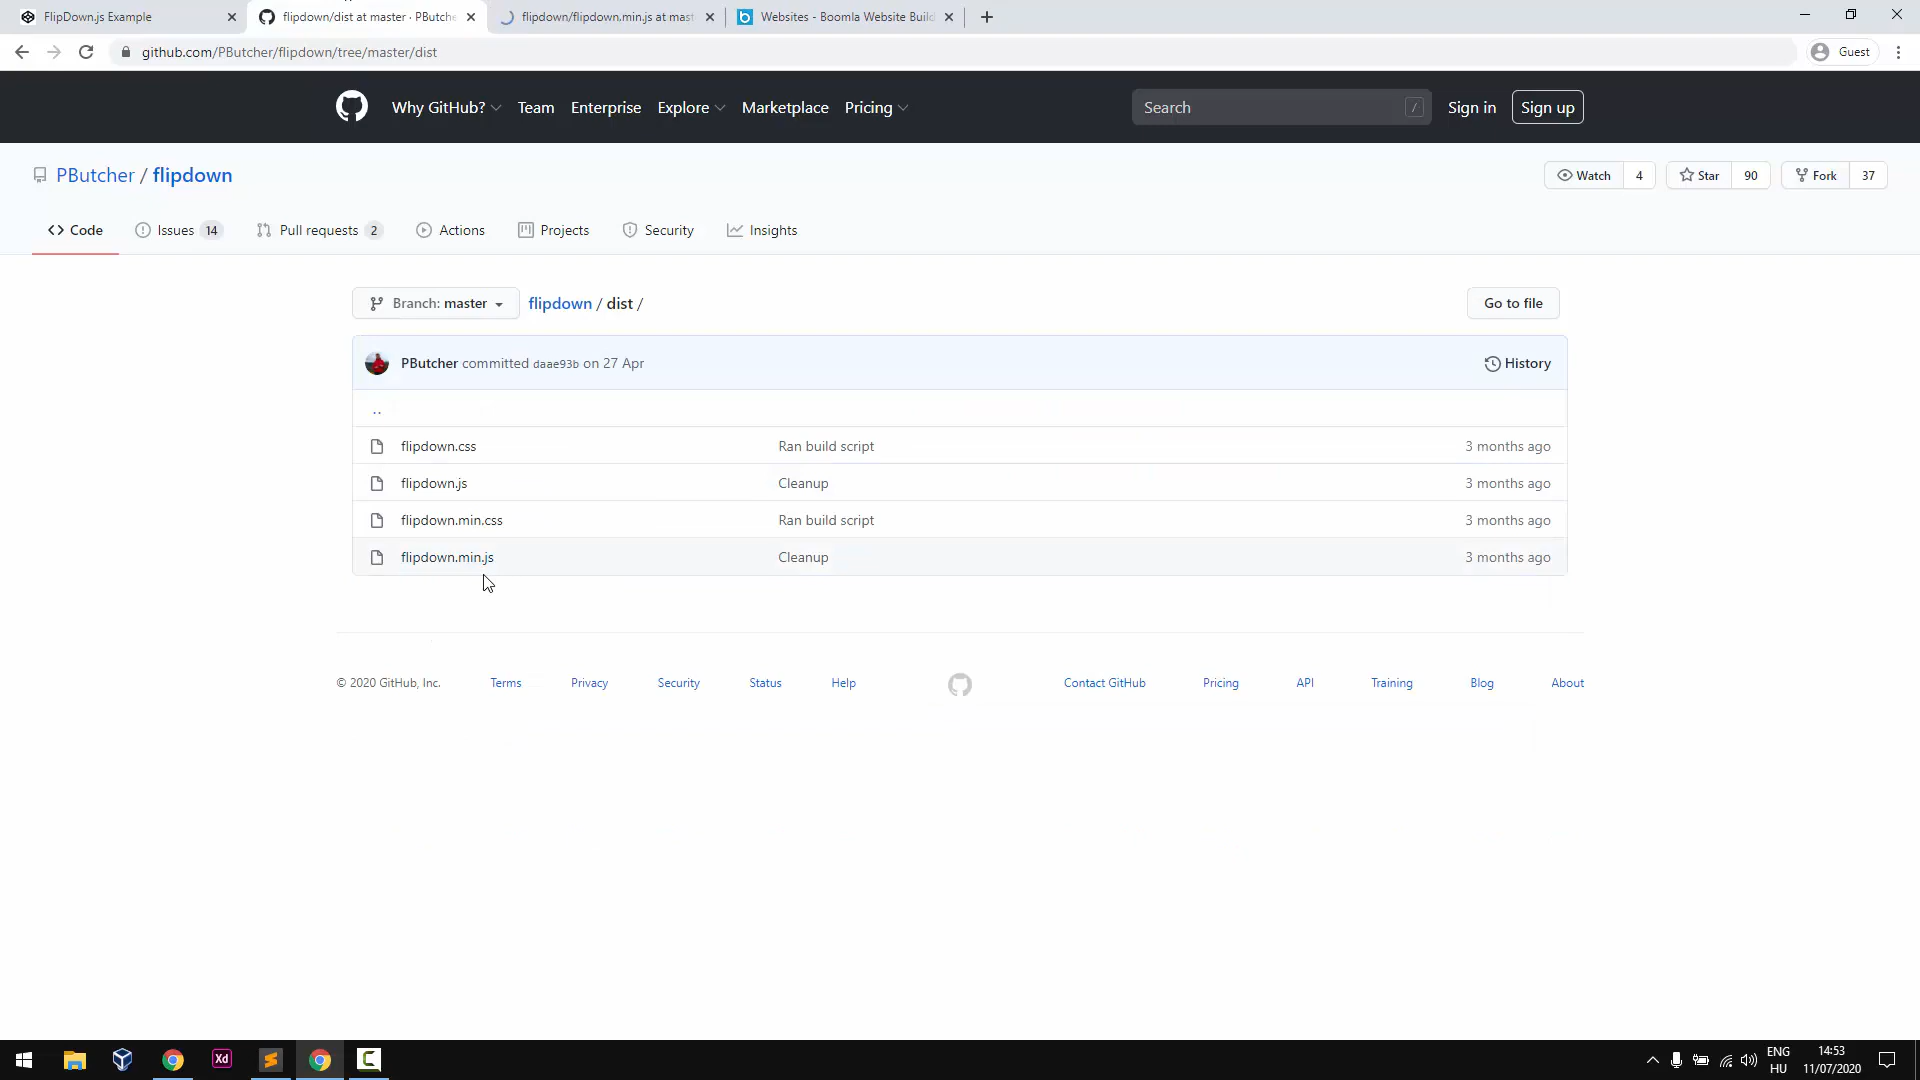 FlipDown.js Example
flipdown/dist at master · PButche
flipdown/flipdown.min.js at mast
Websites - Boomla Website Build
github.com/PButcher/flipdown/tree/master/dist
Guest
Why GitHub?
Team
Enterprise
Explore
Marketplace
Pricing
Search
/
Sign in
Sign up
PButcher / flipdown
Watch 4
Star 90
Fork 37
Code
Issues 14
Pull requests 2
Actions
Projects
Security
Insights
Branch: master
flipdown / dist /
Go to file
PButcher committed daae93b on 27 Apr
History
..
flipdown.css Ran build script 3 months ago
flipdown.js Cleanup 3 months ago
flipdown.min.css Ran build script 3 months ago
flipdown.min.js Cleanup 3 months ago
© 2020 GitHub, Inc.
Terms
Privacy
Security
Status
Help
Contact GitHub
Pricing
API
Training
Blog
About
Xd
ENG
HU
14:53
11/07/2020